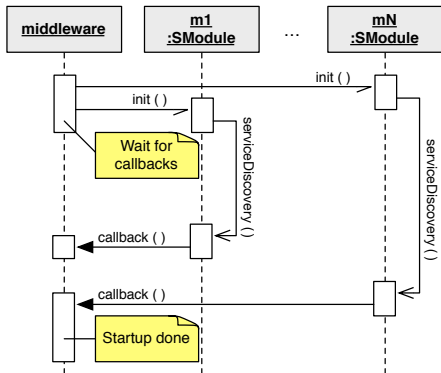 middleware
m1
:SModule
...
mN
:SModule
init ( )
init ( )
Wait for
callbacks
serviceDiscovery ( )
serviceDiscovery ( )
callback ( )
callback ( )
Startup done